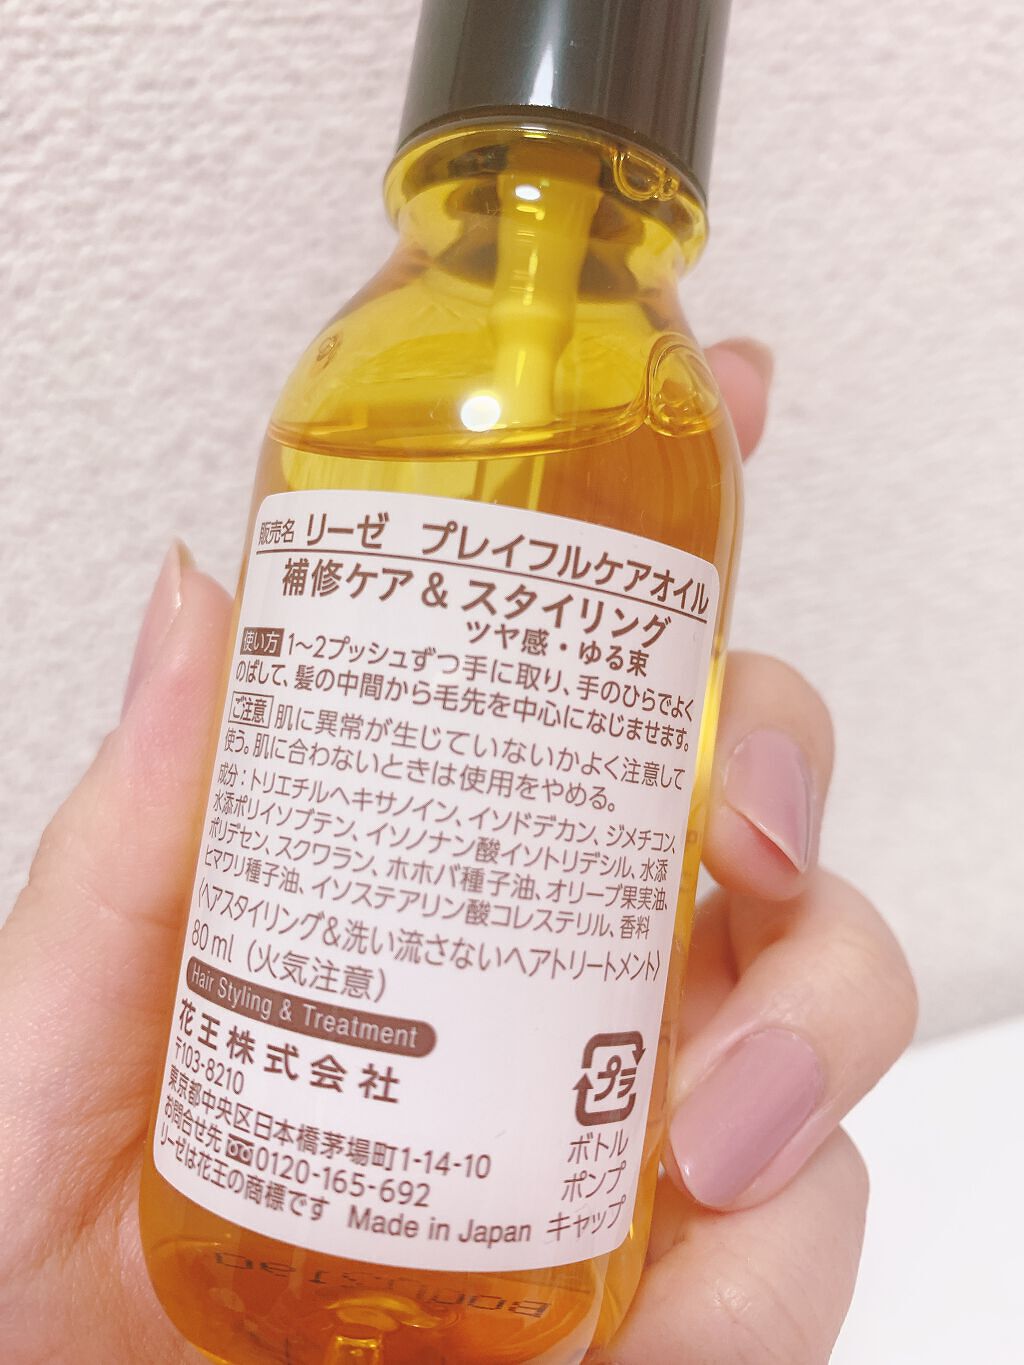 販売名 リーゼ プレイフルケアオイル
補修ケア & スタイリング
ツヤ感・ゆる束
使い方 1〜2プッシュずつ手に取り、手のひらでよく
のばして、髪の中間から毛先を中心になじませます。
ご注意 肌に異常が生じていないかよく注意して
使う。肌に合わないときは使用をやめる。
成分:トリエチルヘキサノイン、イソドデカン、ジメチコン、
水添ポリイソブテン、イソノナン酸イソトリデシル、水添
ポリデセン、スクワラン、ホホバ種子油、オリーブ果実油、
ヒマワリ種子油、イソステアリン酸コレステリル、香料
〈ヘアスタイリング&洗い流さないヘアトリートメント〉
80ml (火気注意)
Hair Styling & Treatment
花王株式会社
〒103-8210
東京都中央区日本橋茅場町1-14-10
お問合せ先 0120-165-692
リーゼは花王の商標です Made in Japan
プラ
ボトル
ポンプ
キャップ